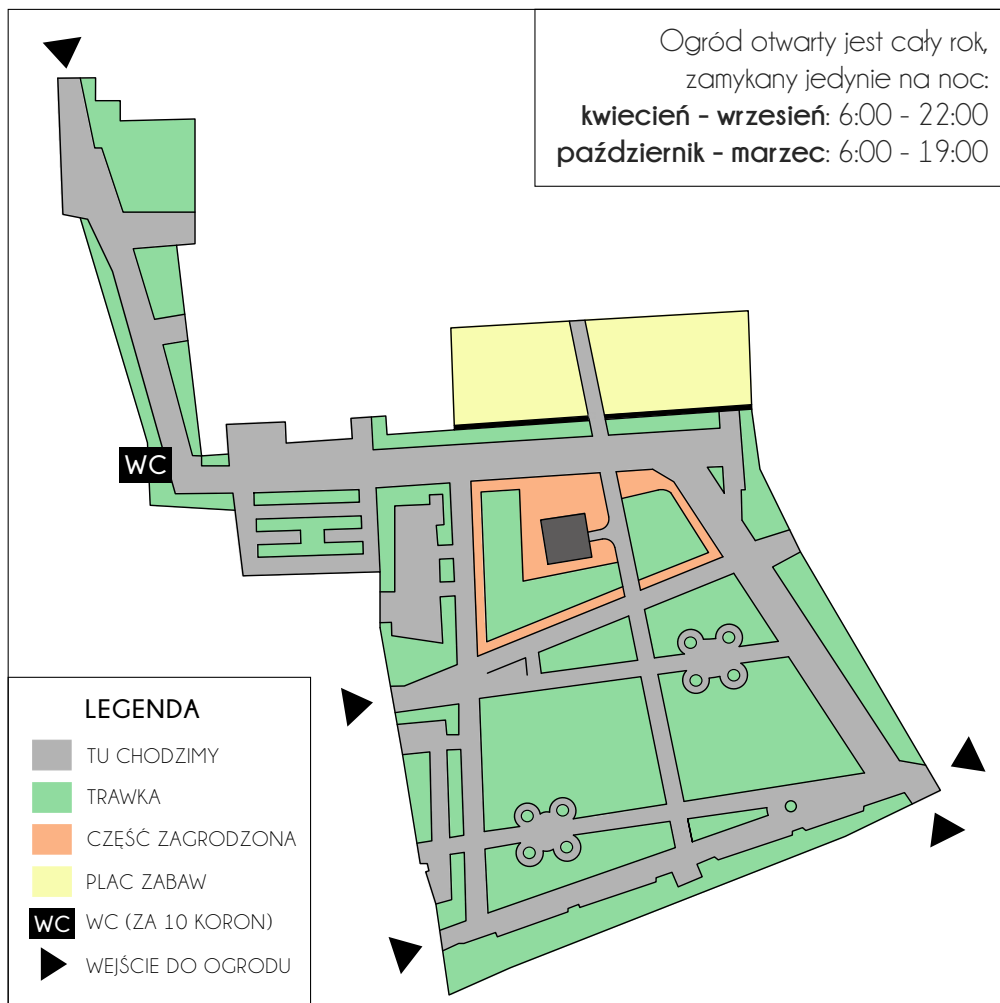 Ogród otwarty jest cały rok,
zamykany jedynie na noc:
kwiecień - wrzesień: 6:00 - 22:00
październik - marzec: 6:00 - 19:00
WC
LEGENDA
TU CHODZIMY
TRAWKA
CZĘŚĆ ZAGRODZONA
PLAC ZABAW
WC WC (ZA 10 KORON)
WEJŚCIE DO OGRODU